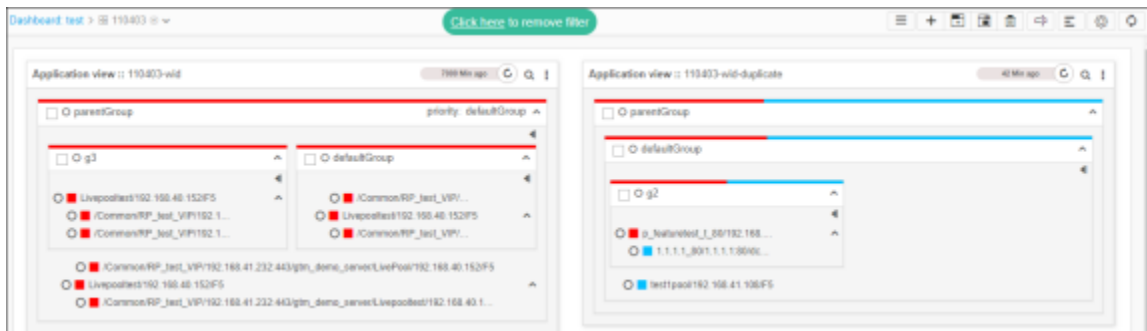 Dashboard: test > 110403
Click here to remove filter
Application view :: 110403-wid
7999 Min ago
parentGroup
priority: defaultGroup
g3
Livepooltest/192.168.40.152/F5
/Common/RP_test_VIP/192.1...
/Common/RP_test_VIP/192.1...
defaultGroup
/Common/RP_test_VIP/...
Livepooltest/192.168.40.152/F5
/Common/RP_test_VIP/...
/Common/RP_test_VIP/192.168.41.232:443/gtm_demo_server/LivePool/192.168.40.152/F5
Livepooltest/192.168.40.152/F5
/Common/RP_test_VIP/192.168.41.232:443/gtm_demo_server/Livepooltest/192.168.40.1...
Application view :: 110403-wid-duplicate
42 Min ago
parentGroup
defaultGroup
g2
p_featuretest_t_80/192.168....
1.1.1.1_80/1.1.1.1:80/dc...
test1pool/192.168.41.108/F5